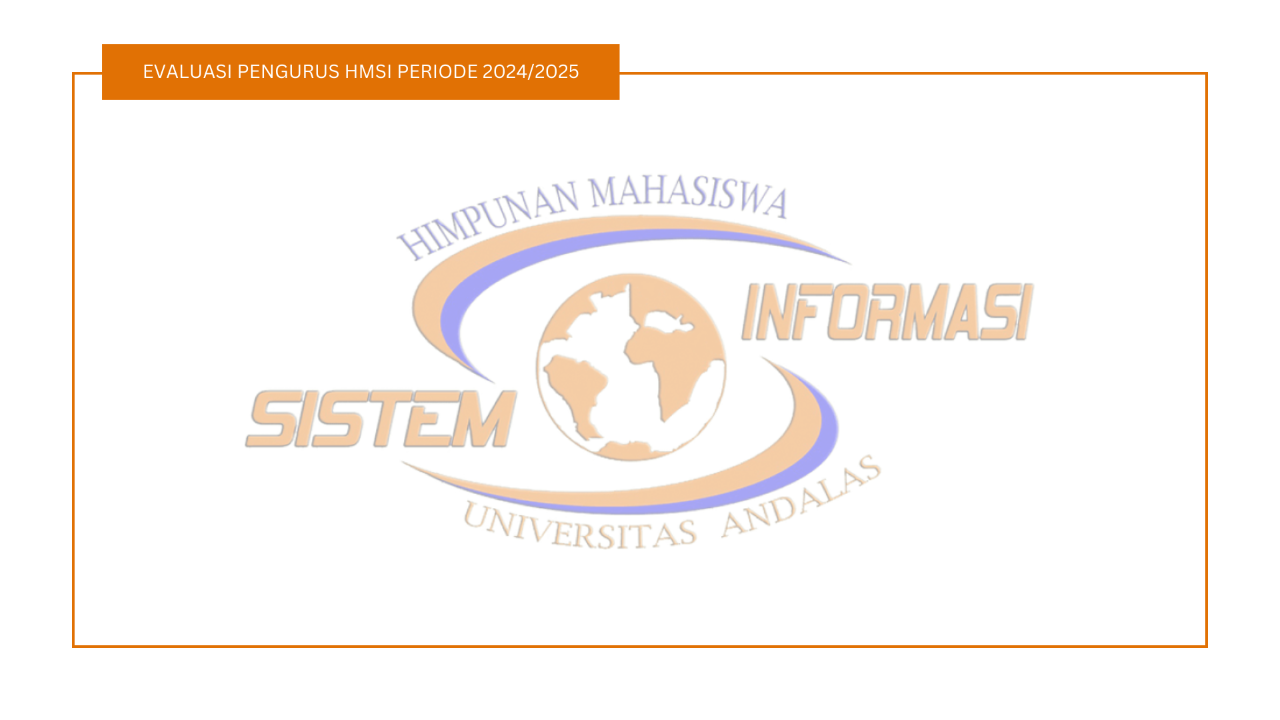 EVALUASI PENGURUS HMSI PERIODE 2024/2025
HIMPUNAN MAHASISWA
INFORMASI
SISTEM
UNIVERSITAS ANDALAS